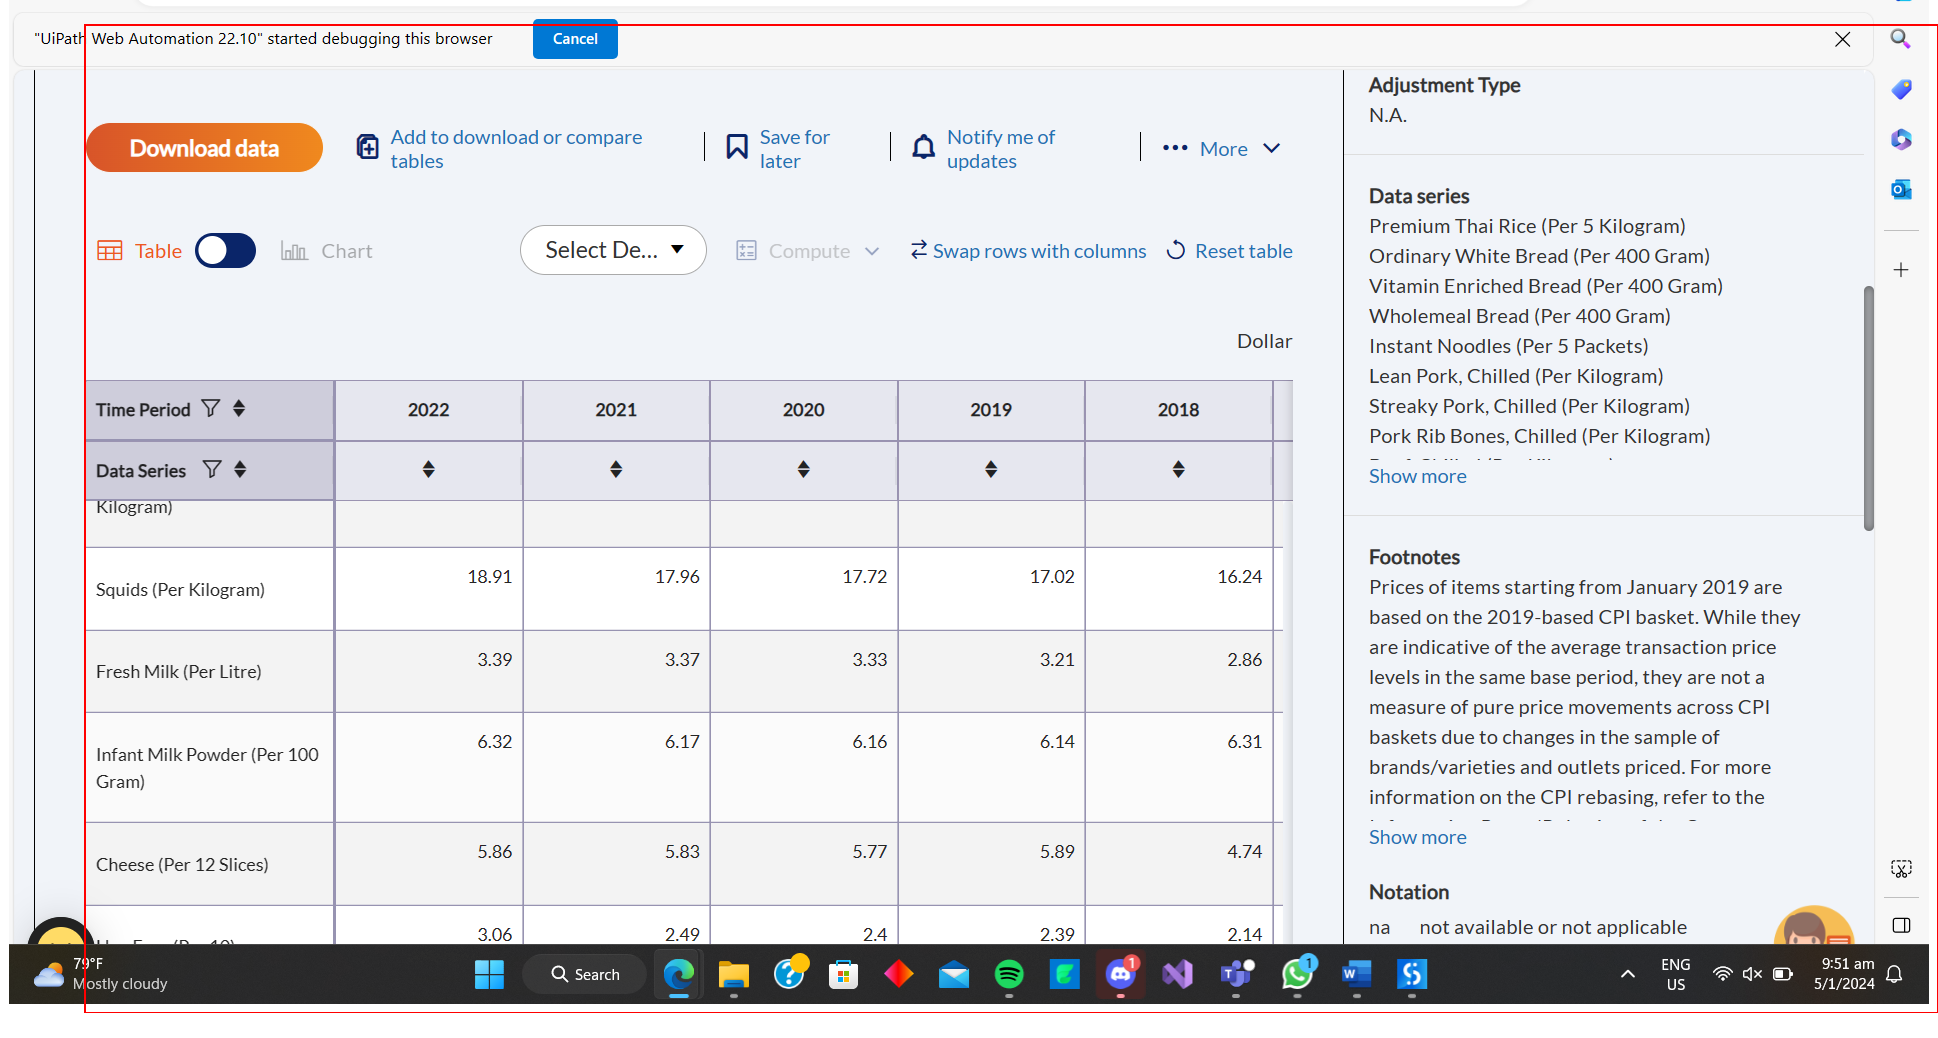 "UiPath Web Automation 22.10" started debugging this browser
Cancel
Download data
Add to download or compare
tables
Save for
later
Notify me of
updates
More
Table
Chart
Select De...
Compute
Swap rows with columns
Reset table
Dollar
Time Period 2022 2021 2020 2019 2018
Data Series
Kilogram)
Squids (Per Kilogram) 18.91 17.96 17.72 17.02 16.24
Fresh Milk (Per Litre) 3.39 3.37 3.33 3.21 2.86
Infant Milk Powder (Per 100
Gram) 6.32 6.17 6.16 6.14 6.31
Cheese (Per 12 Slices) 5.86 5.83 5.77 5.89 4.74
3.06 2.49 2.4 2.39 2.14
Adjustment Type
N.A.
Data series
Premium Thai Rice (Per 5 Kilogram)
Ordinary White Bread (Per 400 Gram)
Vitamin Enriched Bread (Per 400 Gram)
Wholemeal Bread (Per 400 Gram)
Instant Noodles (Per 5 Packets)
Lean Pork, Chilled (Per Kilogram)
Streaky Pork, Chilled (Per Kilogram)
Pork Rib Bones, Chilled (Per Kilogram)
Show more
Footnotes
Prices of items starting from January 2019 are
based on the 2019-based CPI basket. While they
are indicative of the average transaction price
levels in the same base period, they are not a
measure of pure price movements across CPI
baskets due to changes in the sample of
brands/varieties and outlets priced. For more
information on the CPI rebasing, refer to the
Show more
Notation
na not available or not applicable
79°F
Mostly cloudy
Search
1
1
ENG
US
9:51 am
5/1/2024